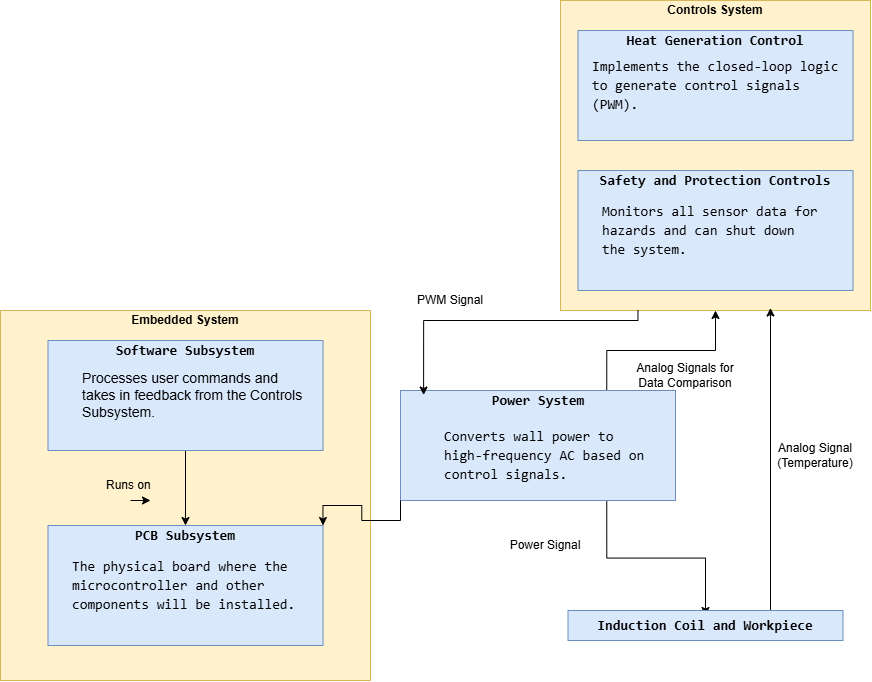 Controls System
Heat Generation Control
Implements the closed-loop logic
to generate control signals
(PWM).
Safety and Protection Controls
Monitors all sensor data for
hazards and can shut down
the system.
PWM Signal
Embedded System
Software Subsystem
Processes user commands and
takes in feedback from the Controls
Subsystem.
Analog Signals for
Data Comparison
Power System
Converts wall power to
high-frequency AC based on
control signals.
Analog Signal
(Temperature)
Runs on
PCB Subsystem
The physical board where the
microcontroller and other
components will be installed.
Power Signal
Induction Coil and Workpiece